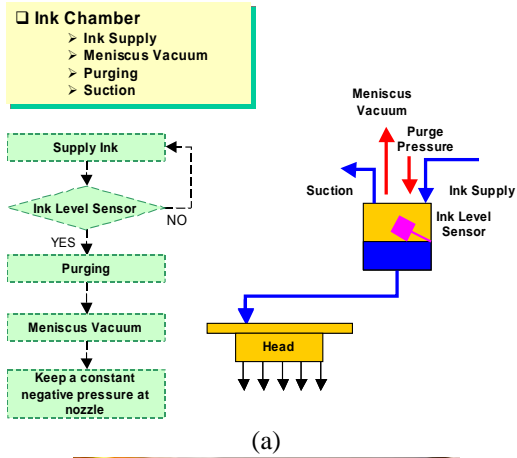 ❑ Ink Chamber
➢ Ink Supply
➢ Meniscus Vacuum
➢ Purging
➢ Suction
Supply Ink
Ink Level Sensor
NO
YES
Purging
Meniscus Vacuum
Keep a constant
negative pressure at
nozzle
Meniscus
Vacuum
Purge
Pressure
Suction
Ink Supply
Ink Level
Sensor
Head
(a)